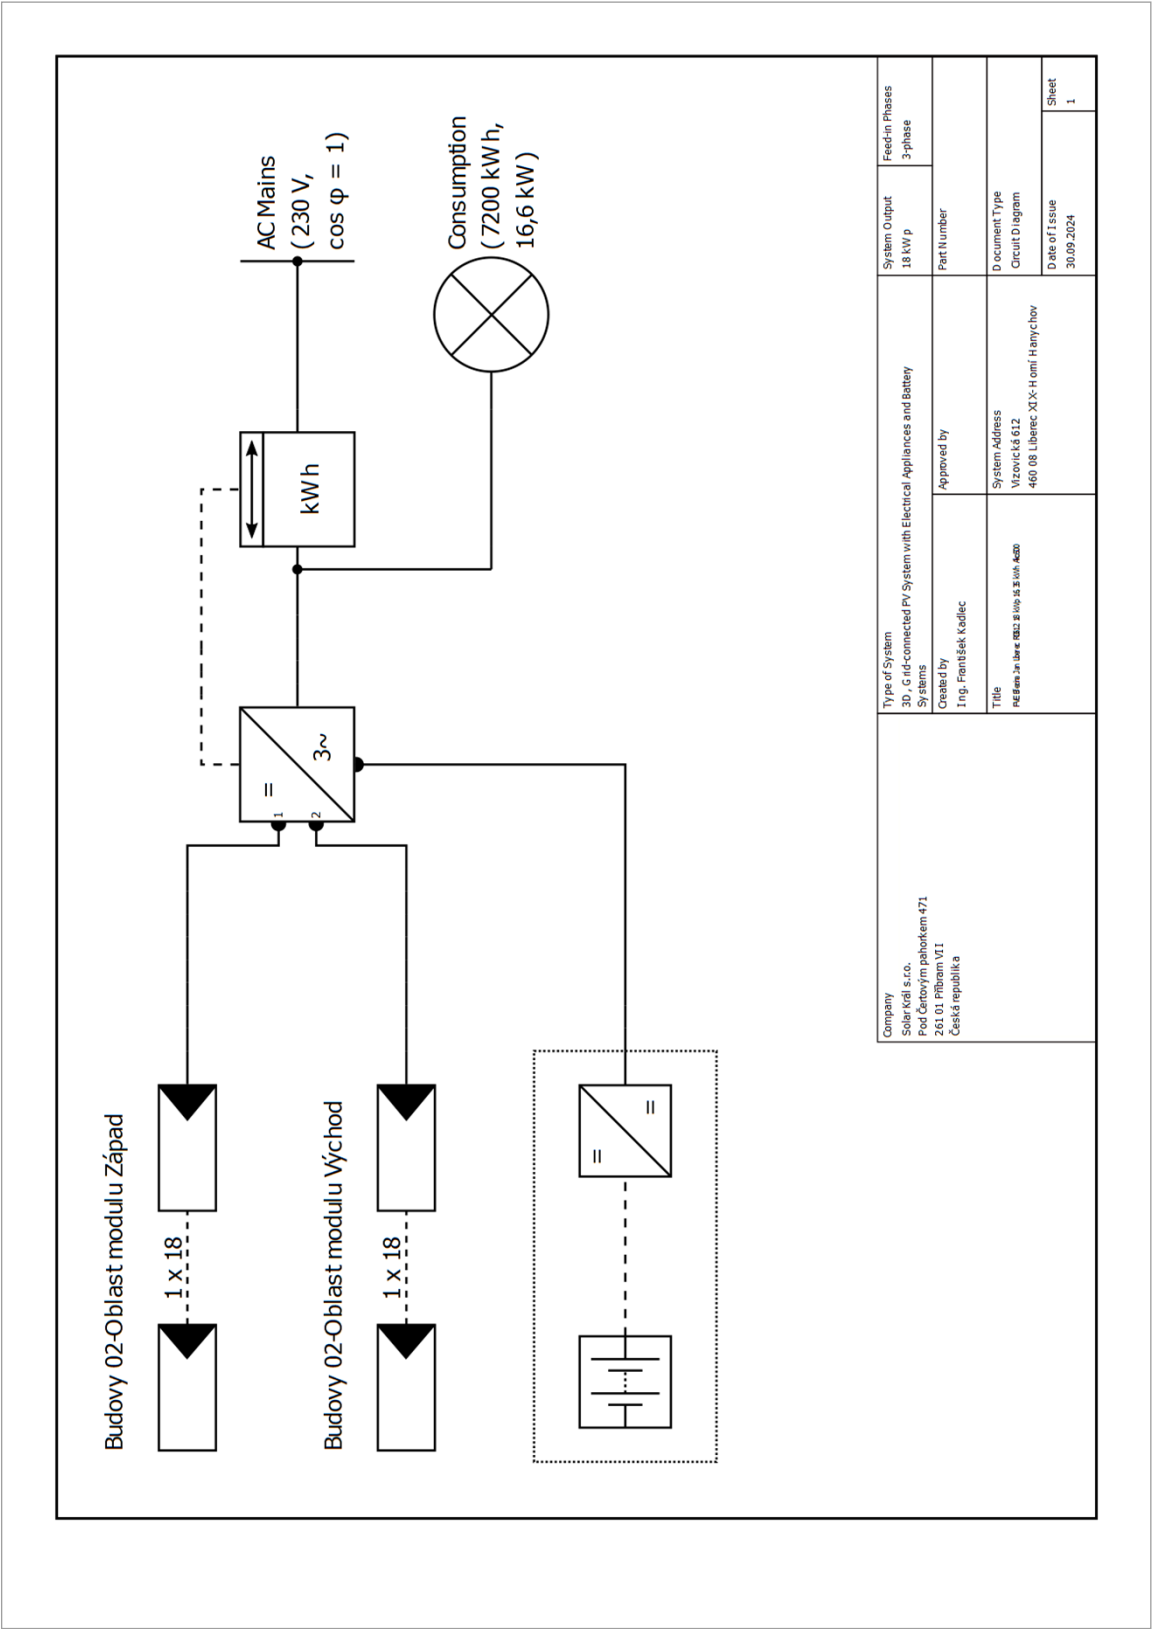 Budovy 02-Oblast modulu Západ
1 x 18
Budovy 02-Oblast modulu Východ
1 x 18
=
3~
1
2
kWh
AC Mains
(230 V,
cos φ = 1)
Consumption
(7200 kWh,
16,6 kW)
=
=
Company
Solar Král s.r.o.
Pod Čertovým pahorkem 471
261 01 Příbram VII
Česká republika
Type of System
3D, Grid-connected PV System with Electrical Appliances and Battery
Systems
System Output
18 kWp
Feed-in Phases
3-phase
Created by
Ing. František Kadlec
Approved by
Part Number
Title
System Address
Vizovická 612
460 08 Liberec XIX-Horní Hanychov
Document Type
Circuit Diagram
Date of Issue
30.09.2024
Sheet
1